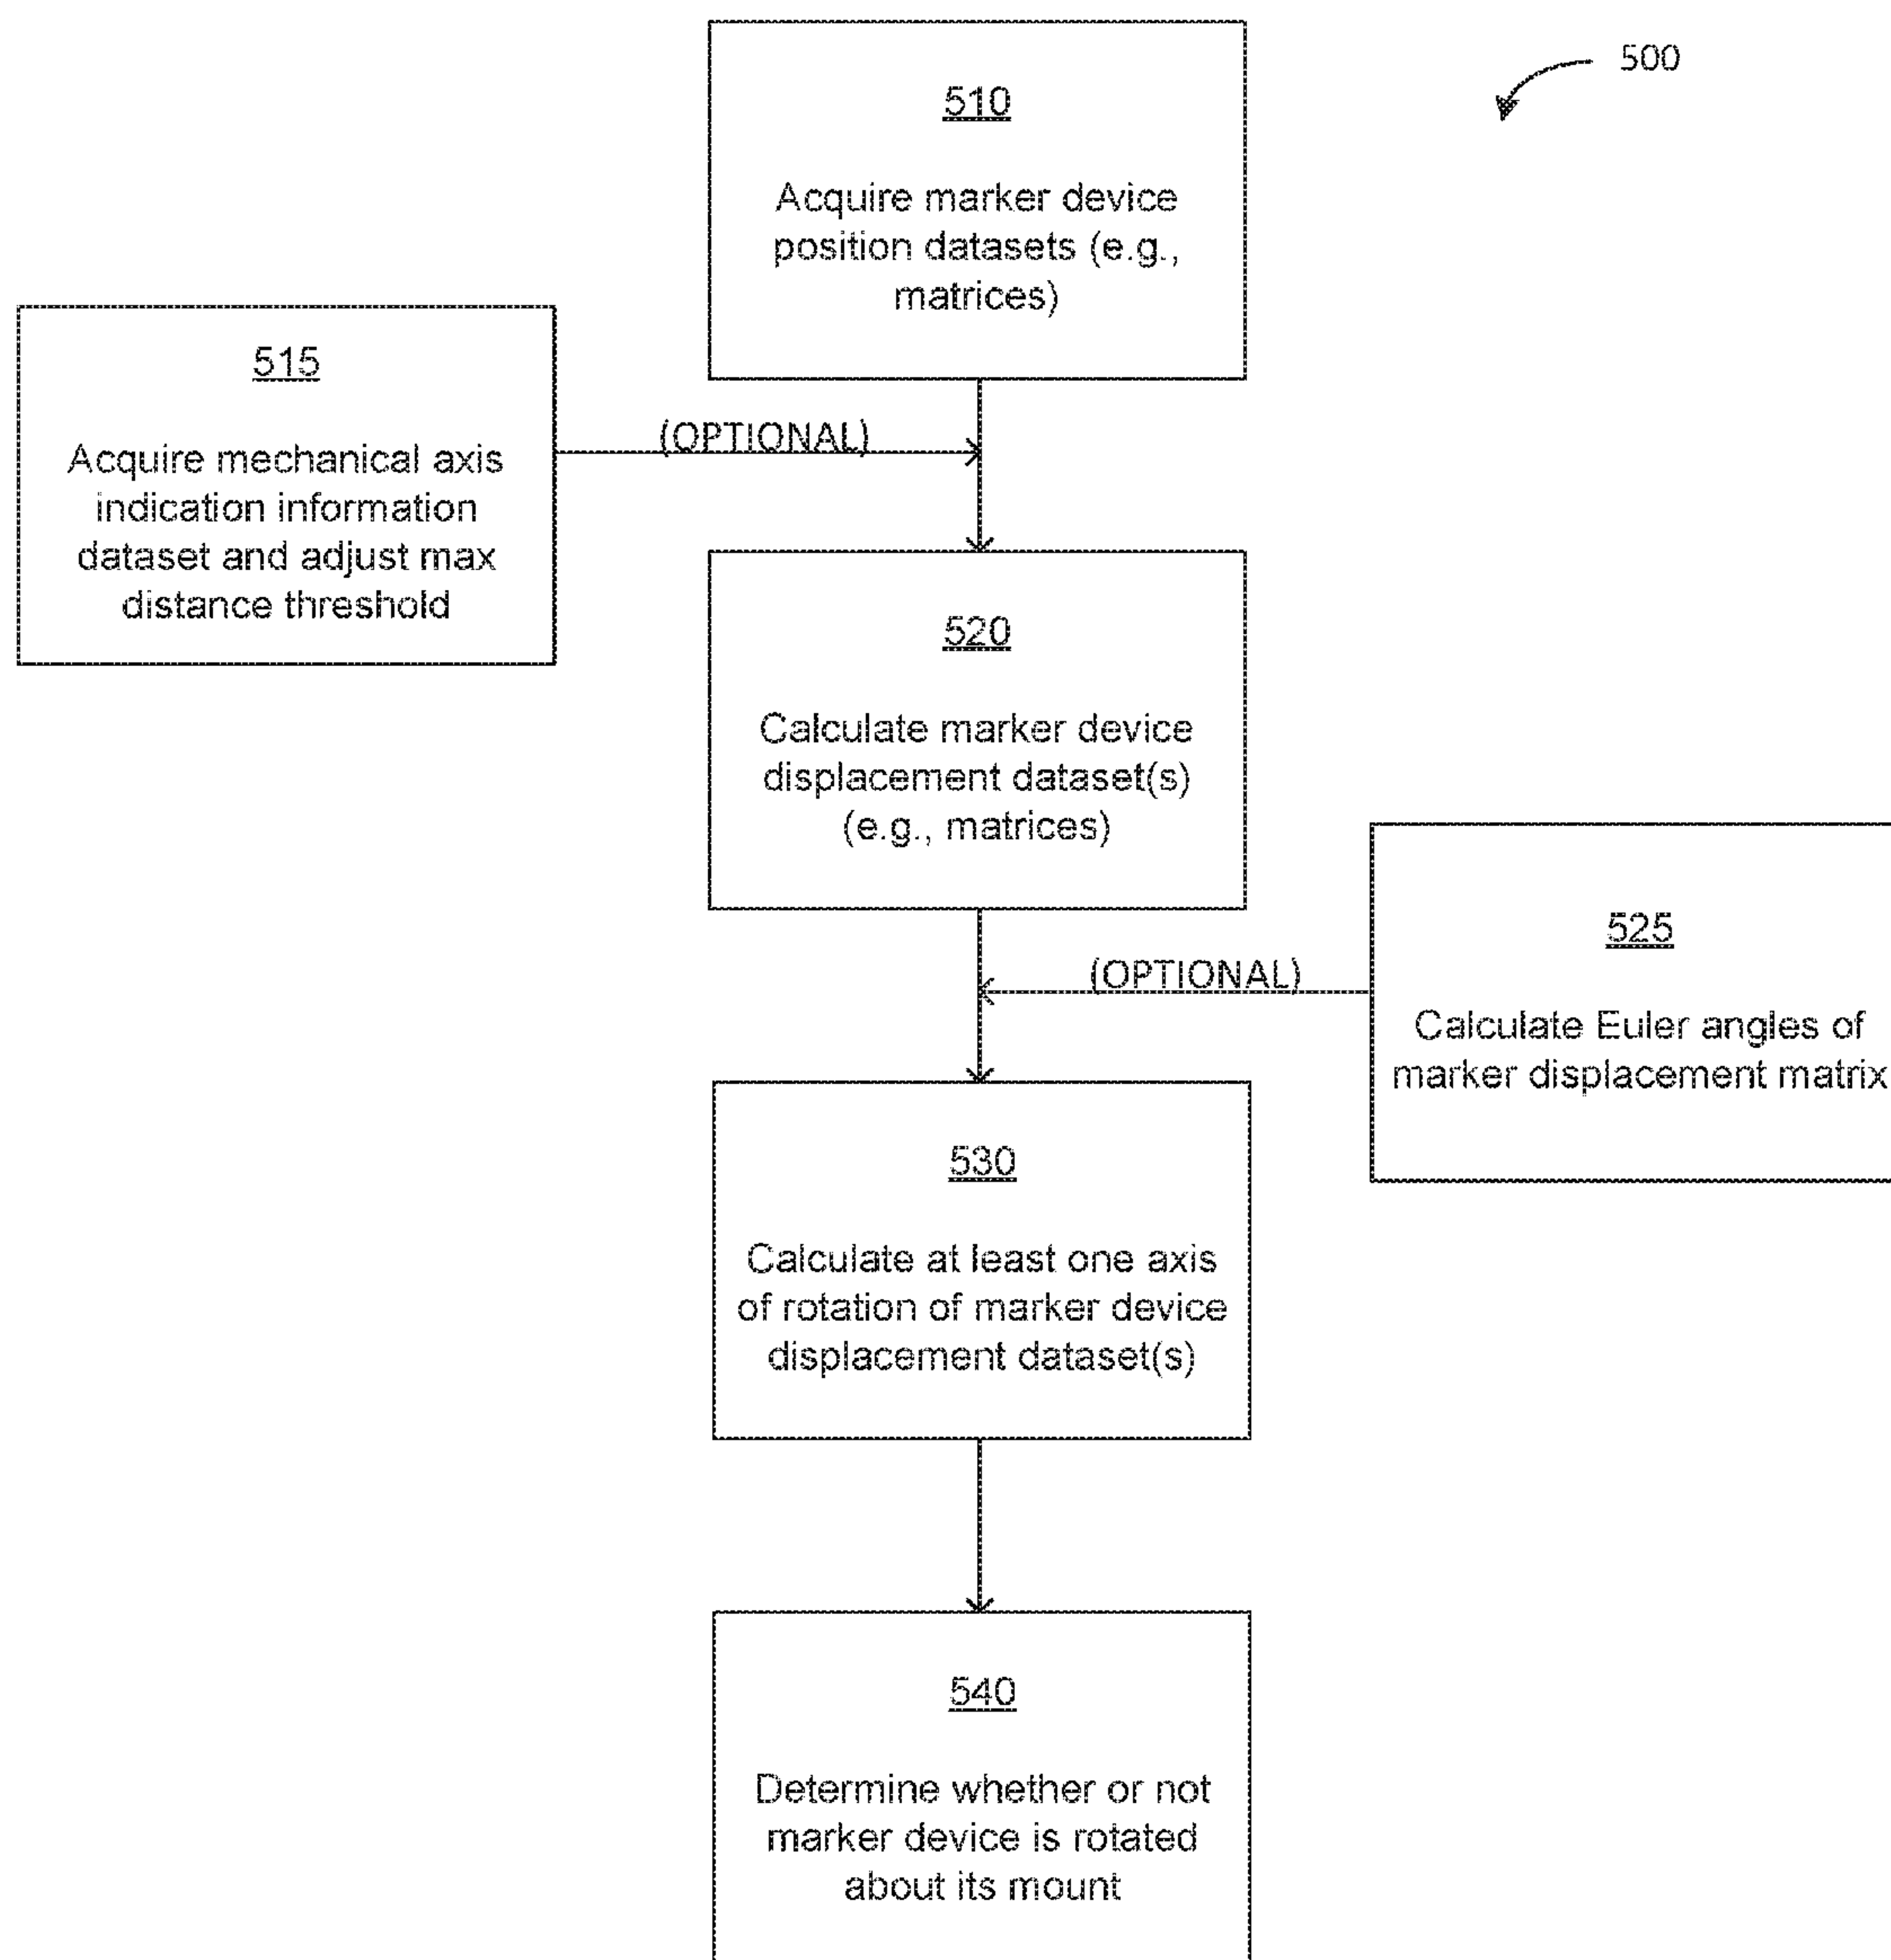 500
510
Acquire marker device
position datasets (e.g.,
matrices)
515
Acquire mechanical axis
indication information
dataset and adjust max
distance threshold
(OPTIONAL)
520
Calculate marker device
displacement dataset(s)
(e.g., matrices)
(OPTIONAL)
525
Calculate Euler angles of
marker displacement matrix
530
Calculate at least one axis
of rotation of marker device
displacement dataset(s)
540
Determine whether or not
marker device is rotated
about its mount